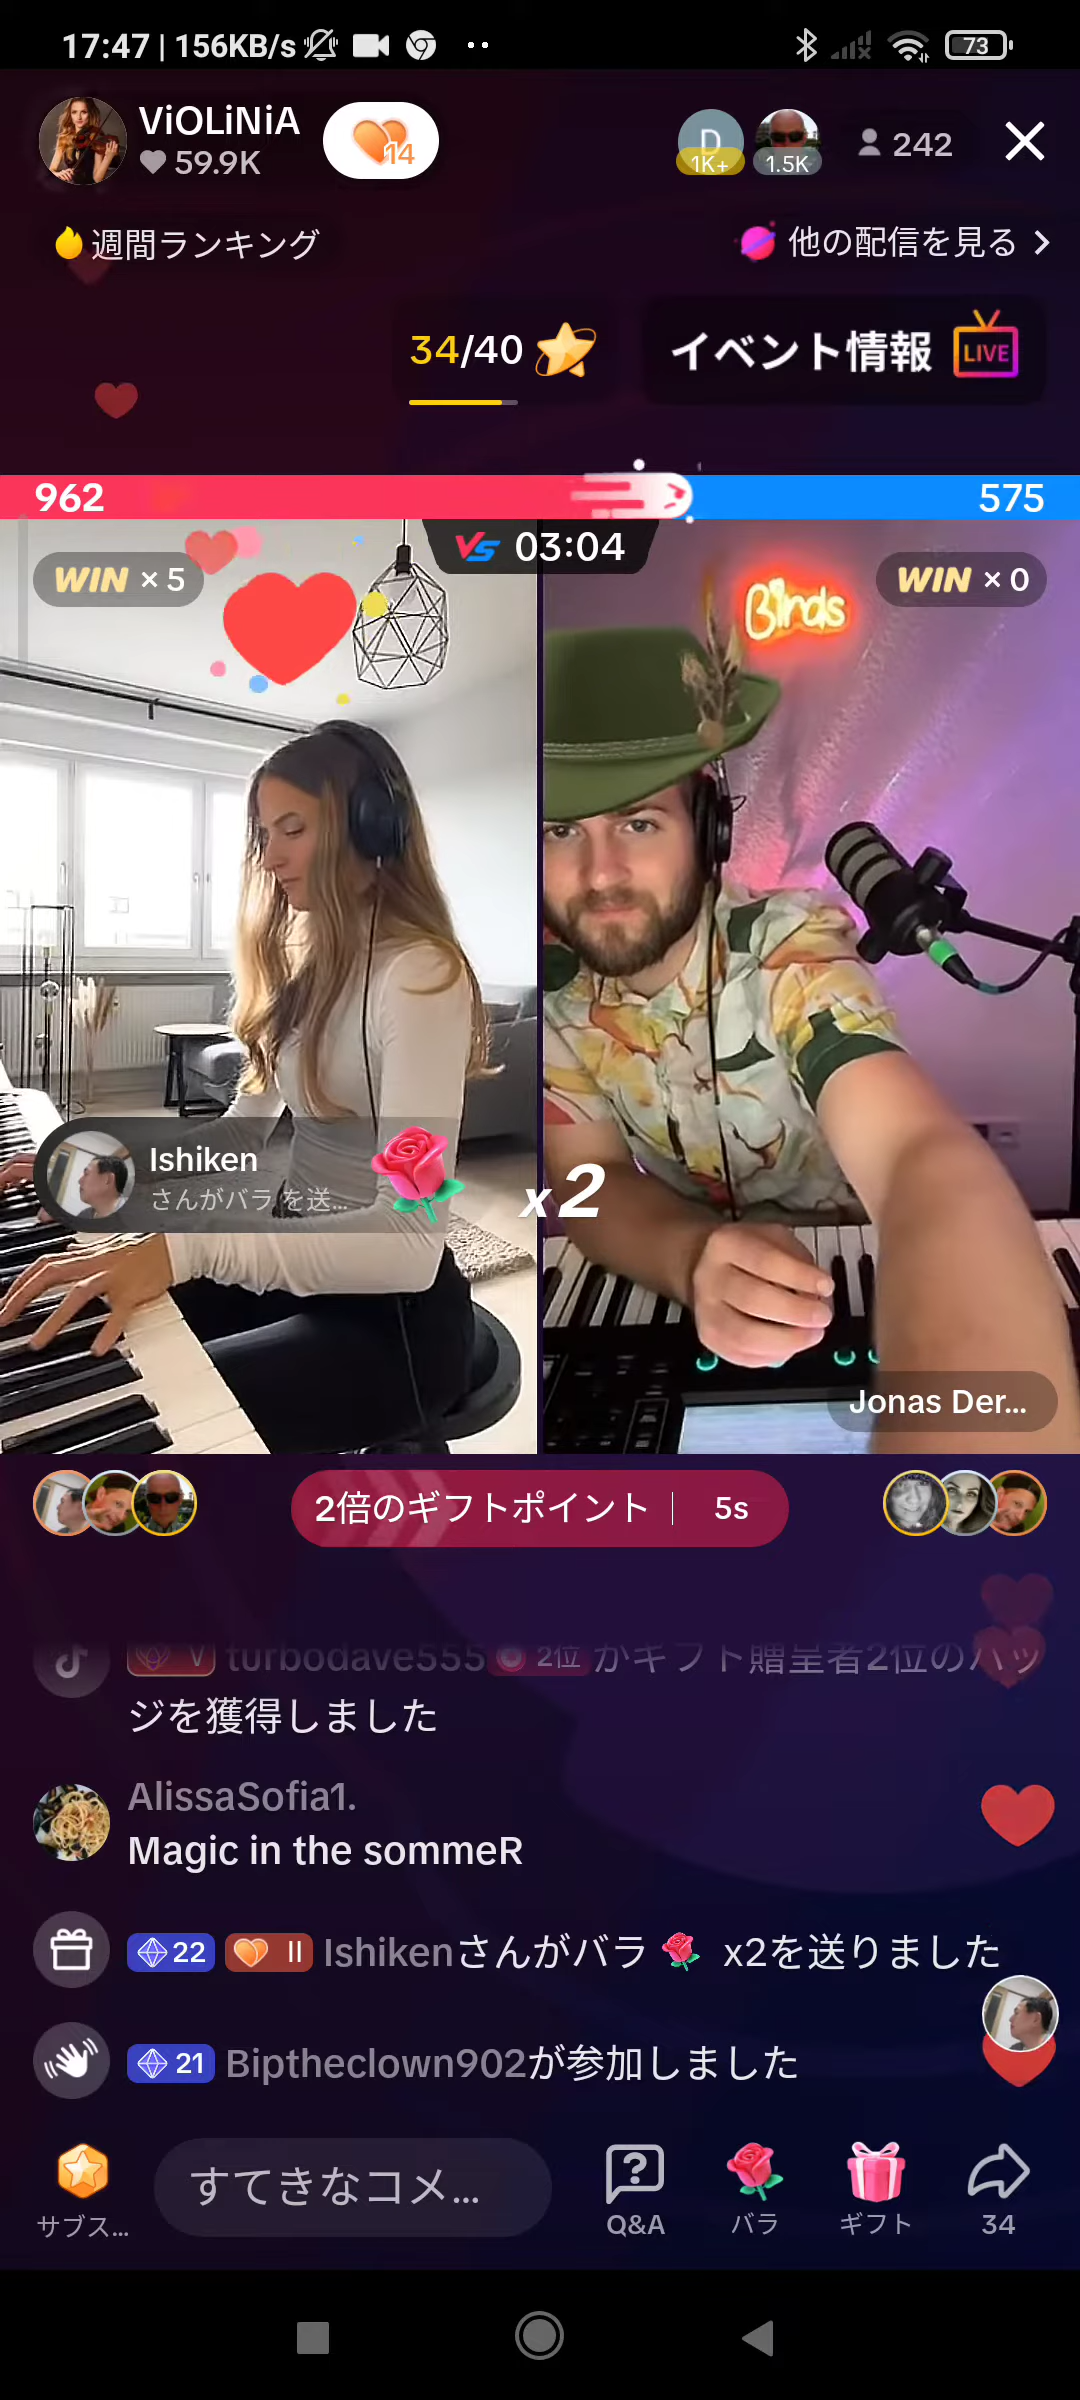 17:47 | 156KB/s
73
ViOLiNiA
59.9K
14
D
1K+
1.5K
242
週間ランキング
他の配信を見る
34/40
イベント情報
LIVE
962
575
VS 03:04
WIN × 5
WIN × 0
Birds
Ishiken
さんがバラ を送...
x2
Jonas Der...
2倍のギフトポイント | 5s
V turbodave555 2位 がギフト贈呈者2位のバッ
ジを獲得しました
AlissaSofia1.
Magic in the sommeR
22 II Ishikenさんがバラ x2を送りました
21 Biptheclown902が参加しました
サブス...
すてきなコメ...
Q&A
バラ
ギフト
34